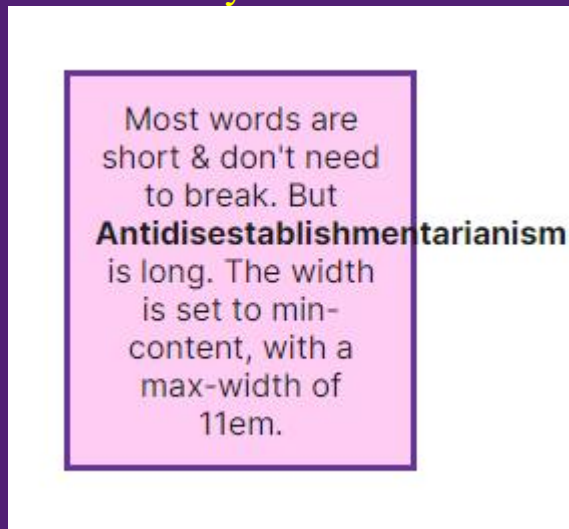 Most words are
short & don't need
to break. But
Antidisestablishmentarianism
is long. The width
is set to min-
content, with a
max-width of
11em.